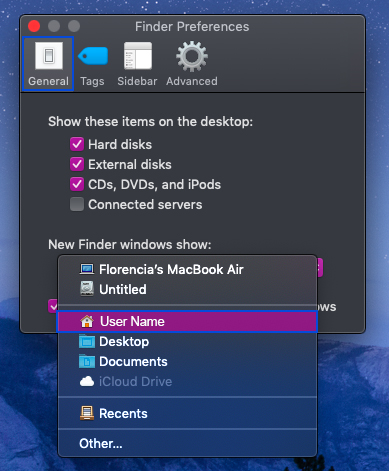 Finder Preferences
General Tags Sidebar Advanced
Show these items on the desktop:
Hard disks
External disks
CDs, DVDs, and iPods
Connected servers
New Finder windows show:
Florencia’s MacBook Air
Untitled
User Name
Desktop
Documents
iCloud Drive
Recents
Other...